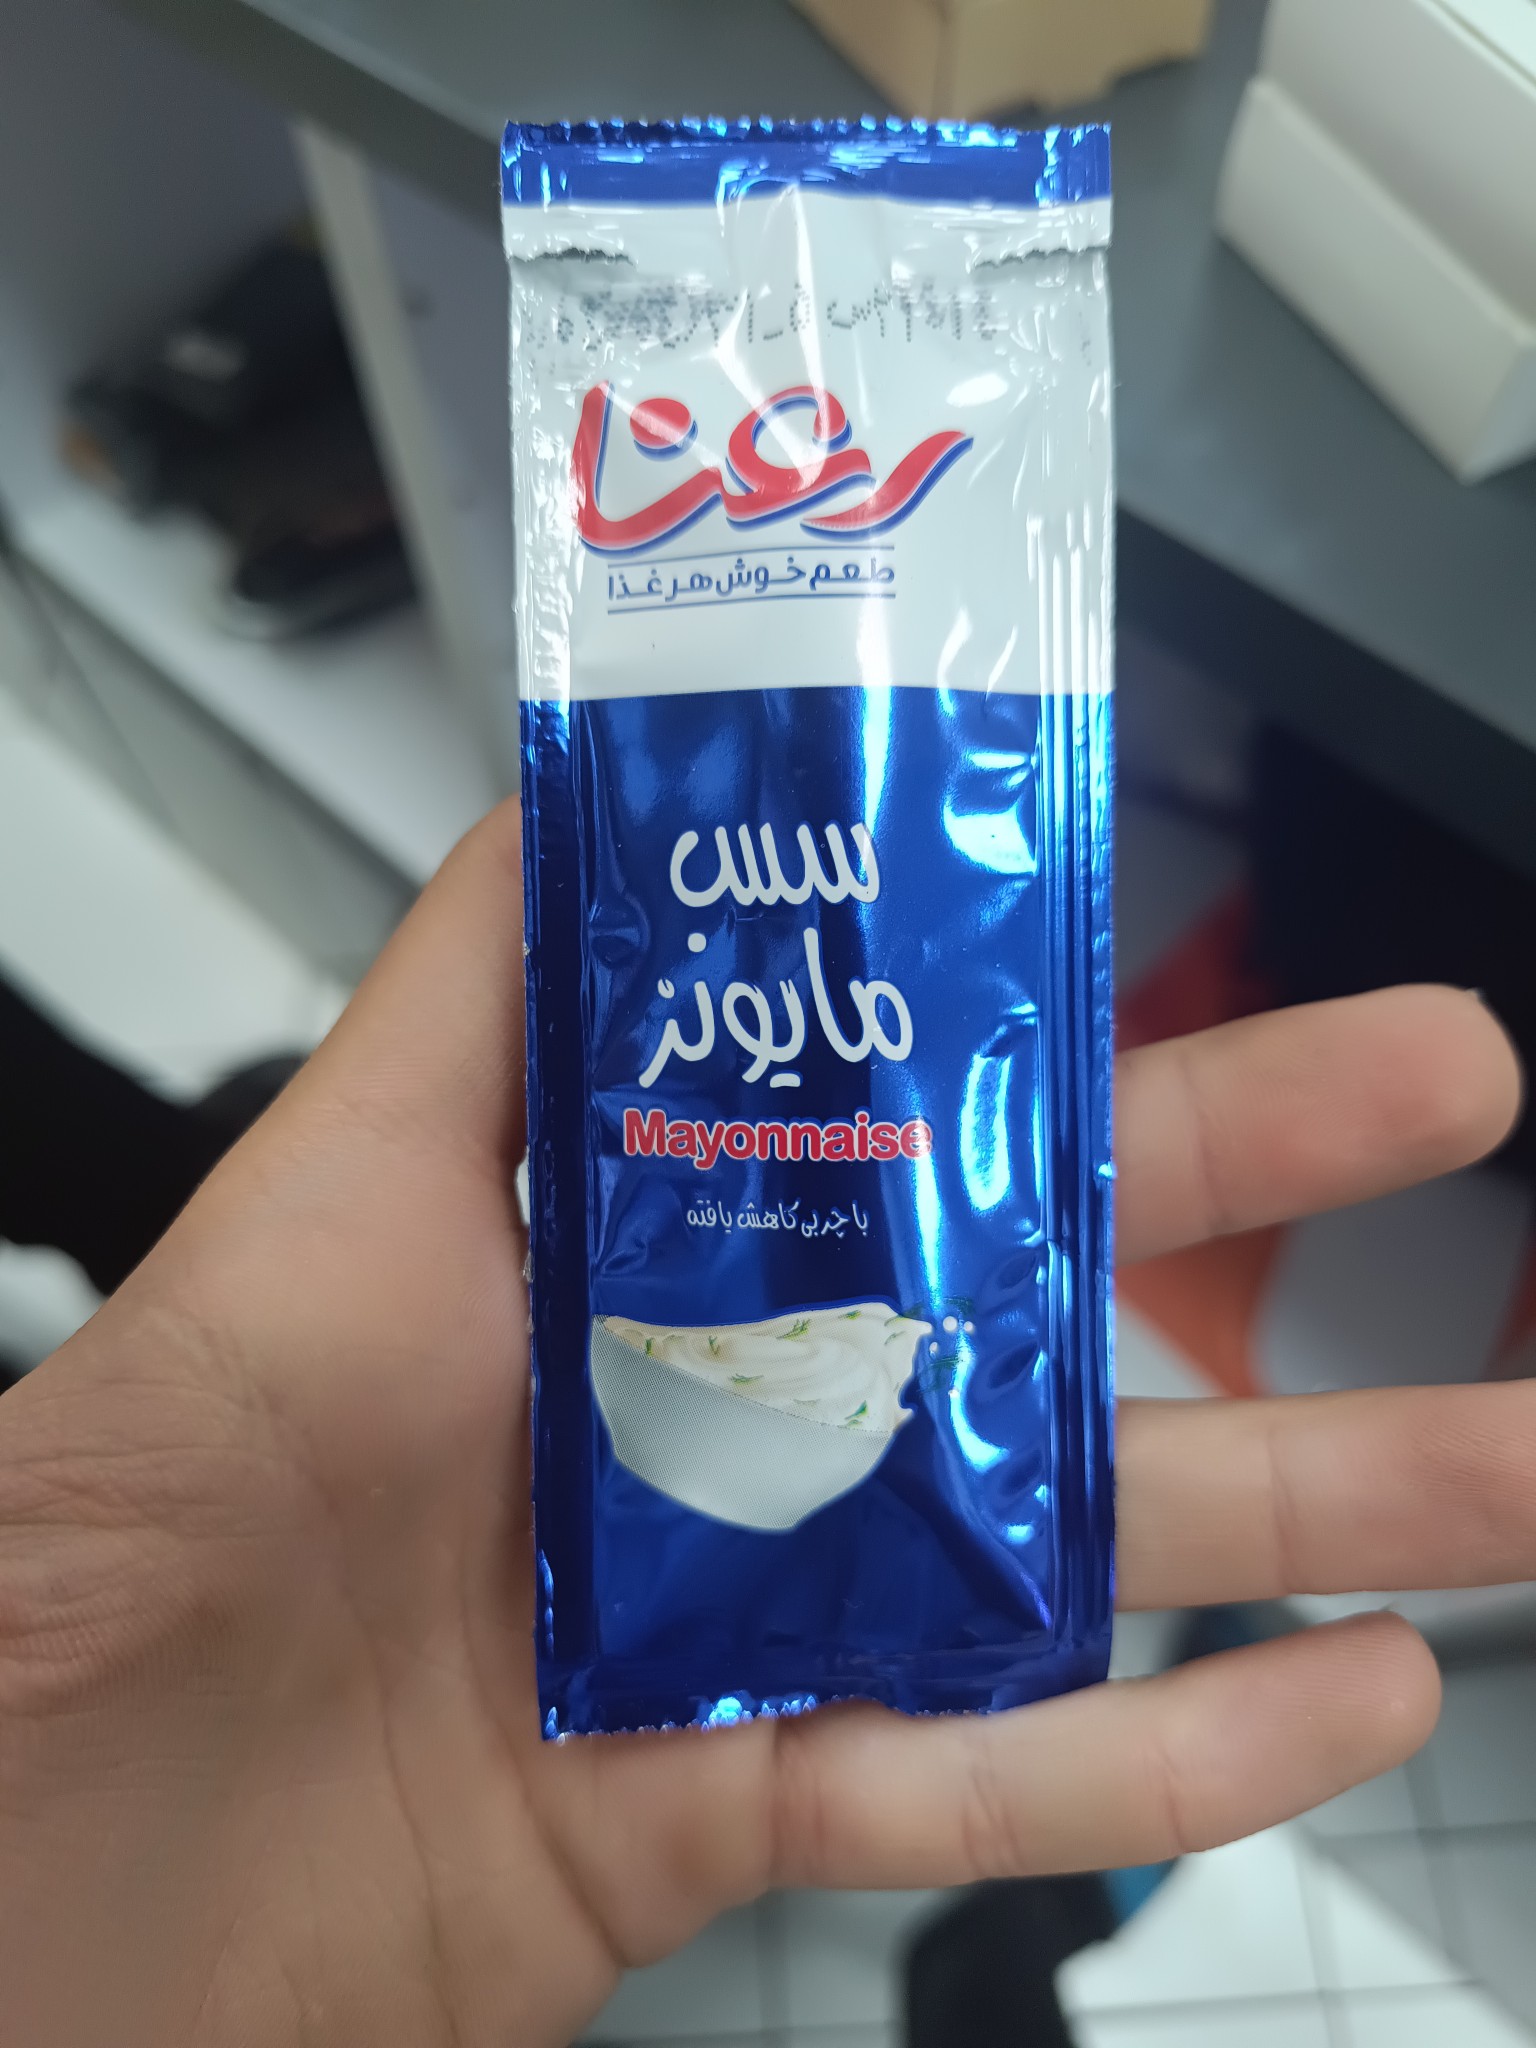 رعنا
طعم خوش هر غذا
سس
مایونز
Mayonnaise
با چربی کاهش یافته